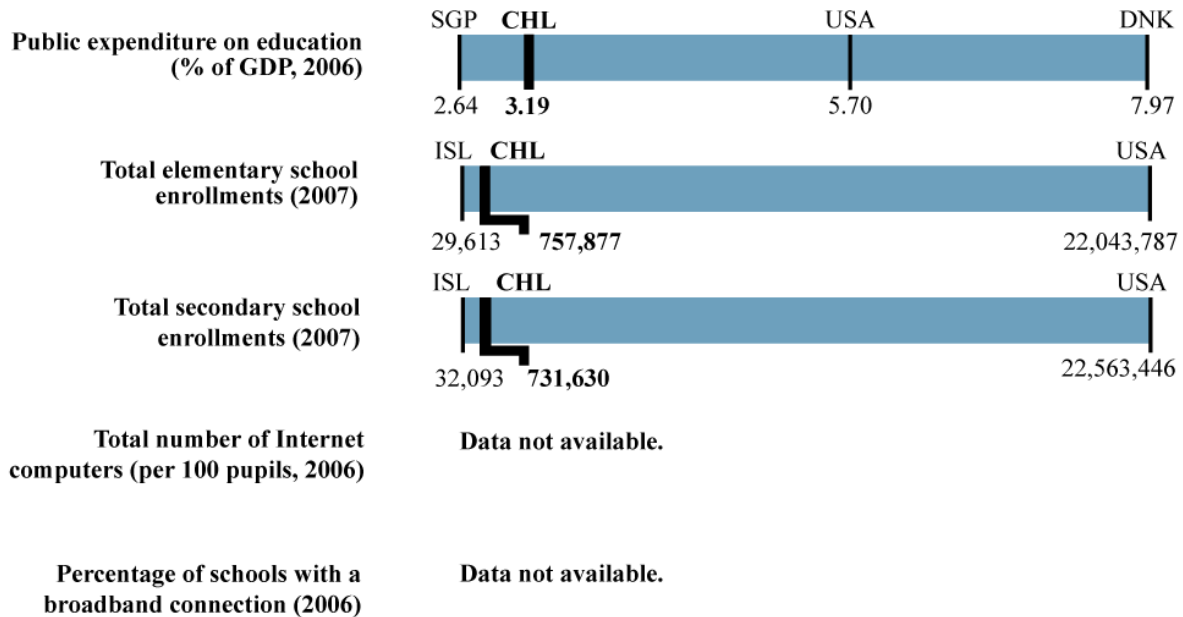 SGP CHL USA DNK
Public expenditure on education
(% of GDP, 2006)
2.64 3.19 5.70 7.97
ISL CHL USA
Total elementary school
enrollments (2007)
29,613 757,877 22,043,787
ISL CHL USA
Total secondary school
enrollments (2007)
32,093 731,630 22,563,446
Total number of Internet
computers (per 100 pupils, 2006)
Data not available.
Percentage of schools with a
broadband connection (2006)
Data not available.